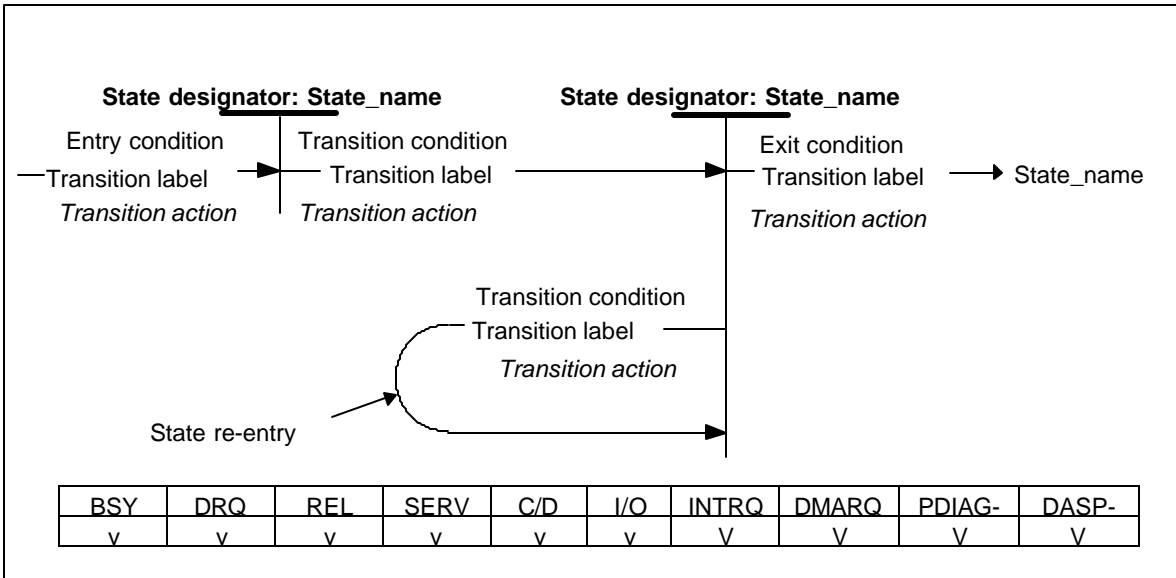 State designator: State_name State designator: State_name
Entry condition Transition condition Exit condition
Transition label Transition label Transition label State_name
Transition action Transition action Transition action
Transition condition
Transition label
Transition action
State re-entry
BSY DRQ REL SERV C/D I/O INTRQ DMARQ PDIAG- DASP-
v v v v v v V V V V